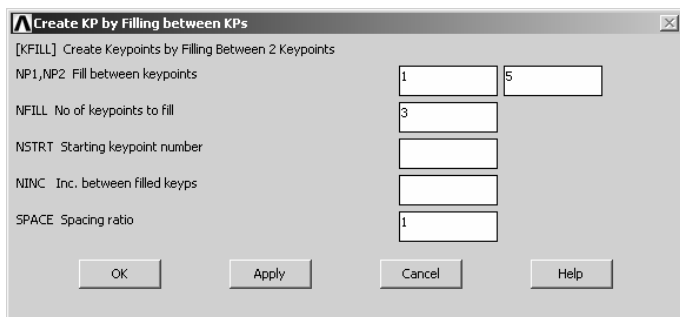 Create KP by Filling between KPs
[KFILL] Create Keypoints by Filling Between 2 Keypoints
NP1,NP2 Fill between keypoints 1 5
NFILL No of keypoints to fill 3
NSTRT Starting keypoint number
NINC Inc. between filled keyps
SPACE Spacing ratio 1
OK Apply Cancel Help